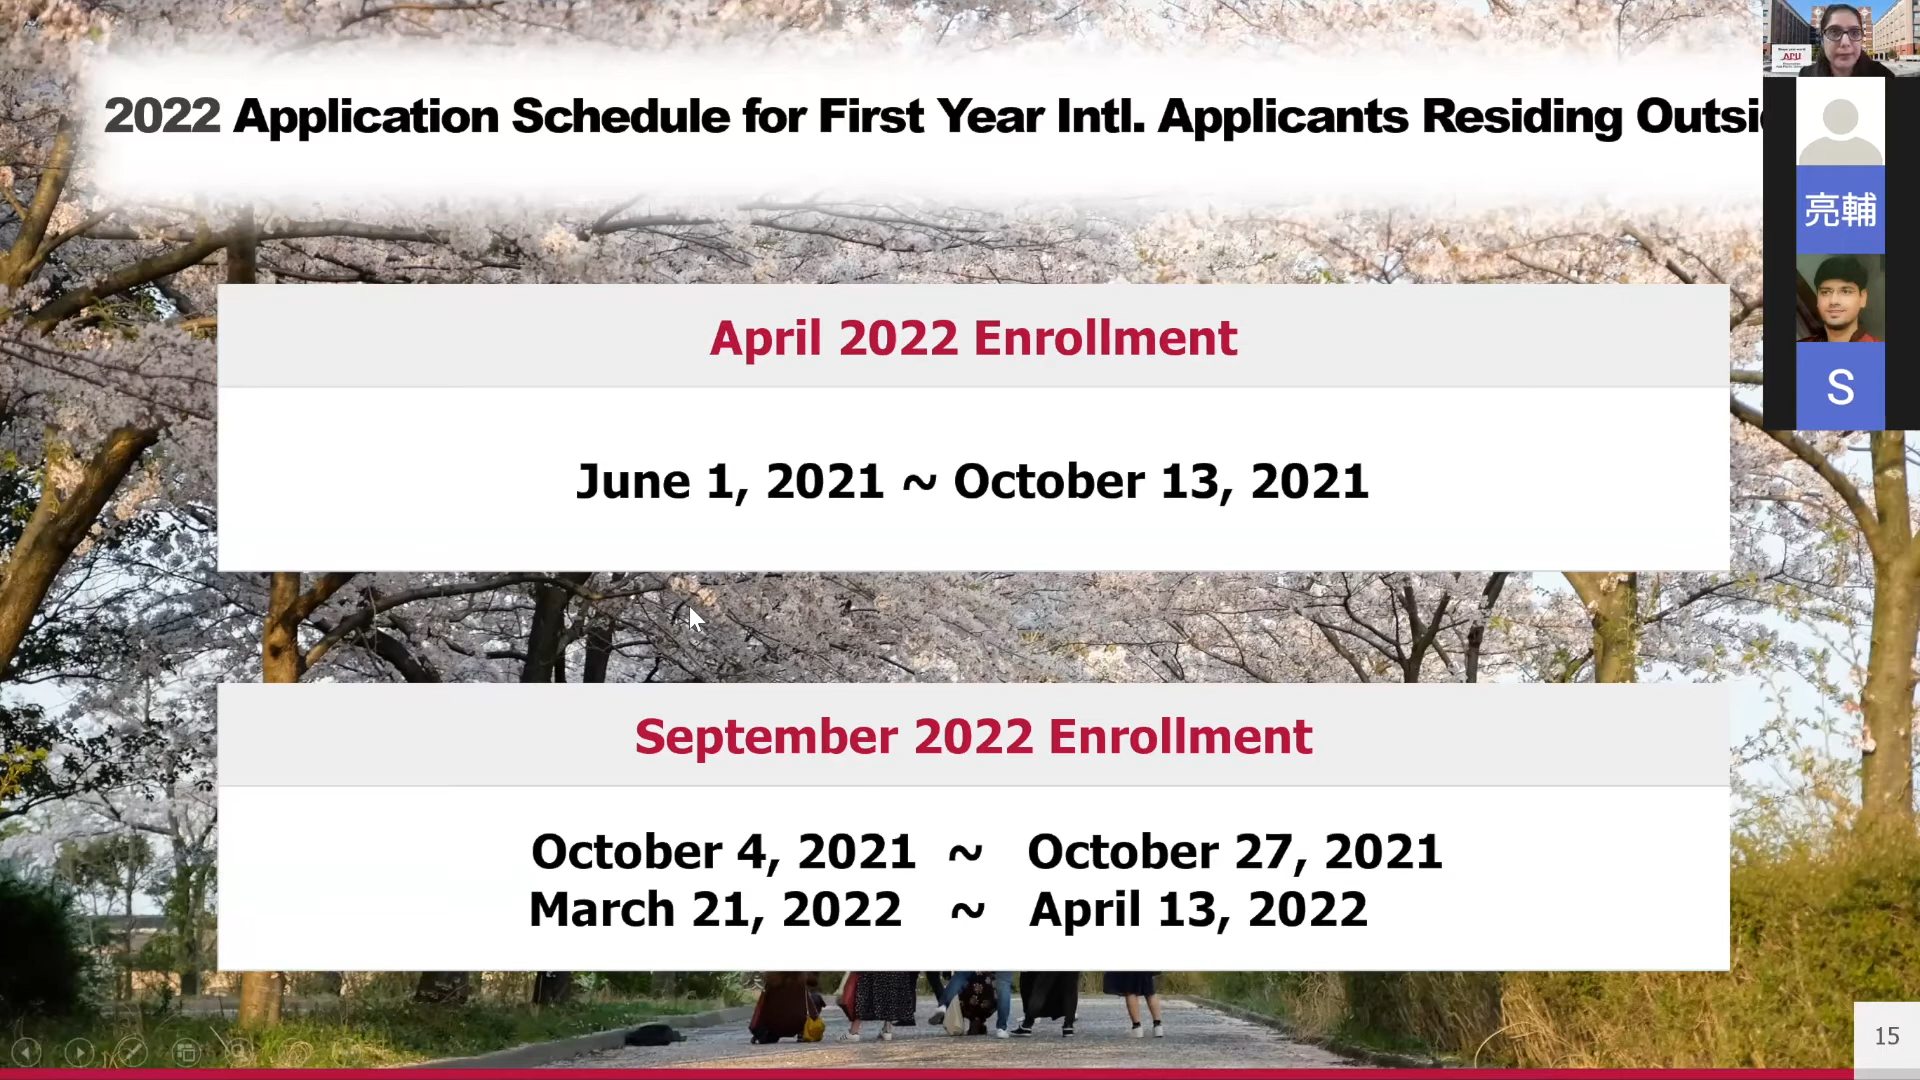 2022 Application Schedule for First Year Intl. Applicants Residing Outsi
APU
亮輔
S
April 2022 Enrollment
June 1, 2021 ~ October 13, 2021
September 2022 Enrollment
October 4, 2021 ~ October 27, 2021
March 21, 2022 ~ April 13, 2022
15